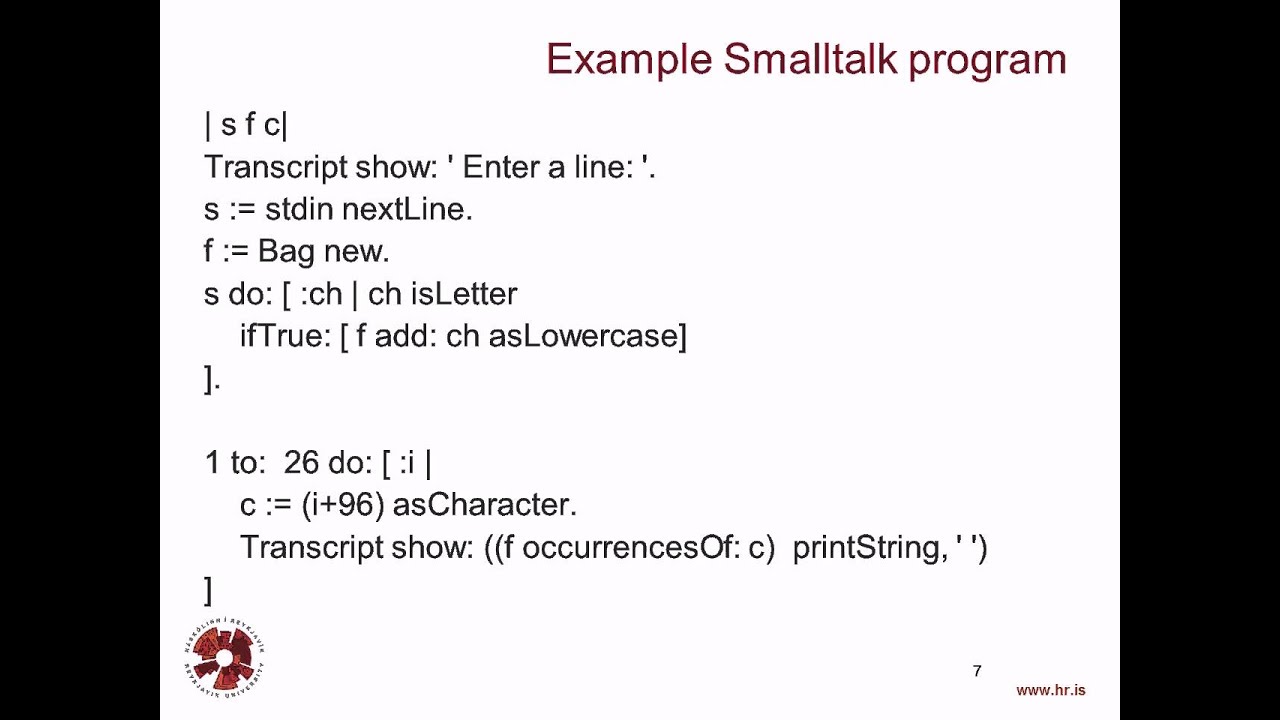 Example Smalltalk program
| s f c|
Transcript show: ' Enter a line: '.
s := stdin nextLine.
f := Bag new.
s do: [ :ch | ch isLetter
ifTrue: [ f add: ch asLowercase]
].
1 to:  26 do: [ :i |
c := (i+96) asCharacter.
Transcript show: ((f occurrencesOf: c)  printString, ' ')
]
HÁSKÓLINN Í REYKJAVÍK
REYKJAVIK UNIVERSITY
7
www.hr.is